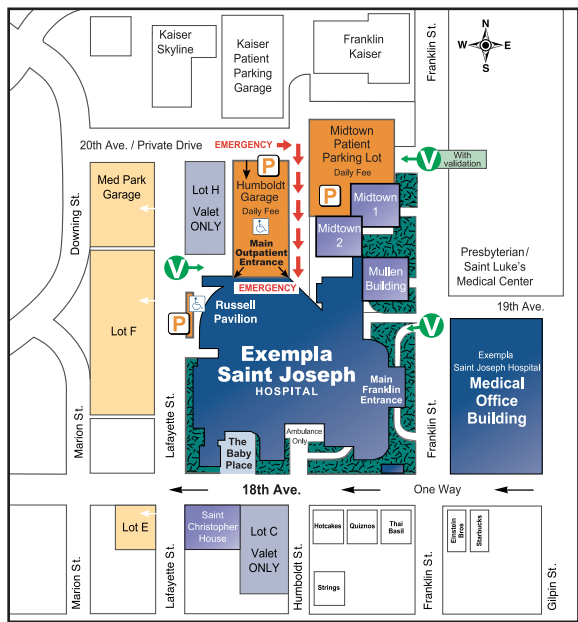 Kaiser
Skyline
Kaiser
Patient
Parking
Garage
Franklin
Kaiser
Franklin St.
N
W
E
S
20th Ave. / Private Drive
EMERGENCY
Midtown
Patient
Parking Lot
Daily Fee
P
V
With
validation
Downing St.
Med Park
Garage
Lot H
Valet
ONLY
P
Humboldt
Garage
Daily Fee
Main
Outpatient
Entrance
Midtown
1
Midtown
2
Mullen
Building
Presbyterian/
Saint Luke's
Medical Center
V
EMERGENCY
19th Ave.
P
Russell
Pavilion
V
Lot F
Exempla
Saint Joseph
HOSPITAL
Main
Franklin
Entrance
Exempla
Saint Joseph Hospital
Medical
Office
Building
Marion St.
Lafayette St.
Franklin St.
Ambulance
Only
The
Baby
Place
18th Ave.
One Way
Lot E
Saint
Christopher
House
Lot C
Valet
ONLY
Hotcakes
Quiznos
Thai
Basil
Strings
Einstein
Bros
Starbucks
Marion St.
Lafayette St.
Humboldt St.
Franklin St.
Gilpin St.